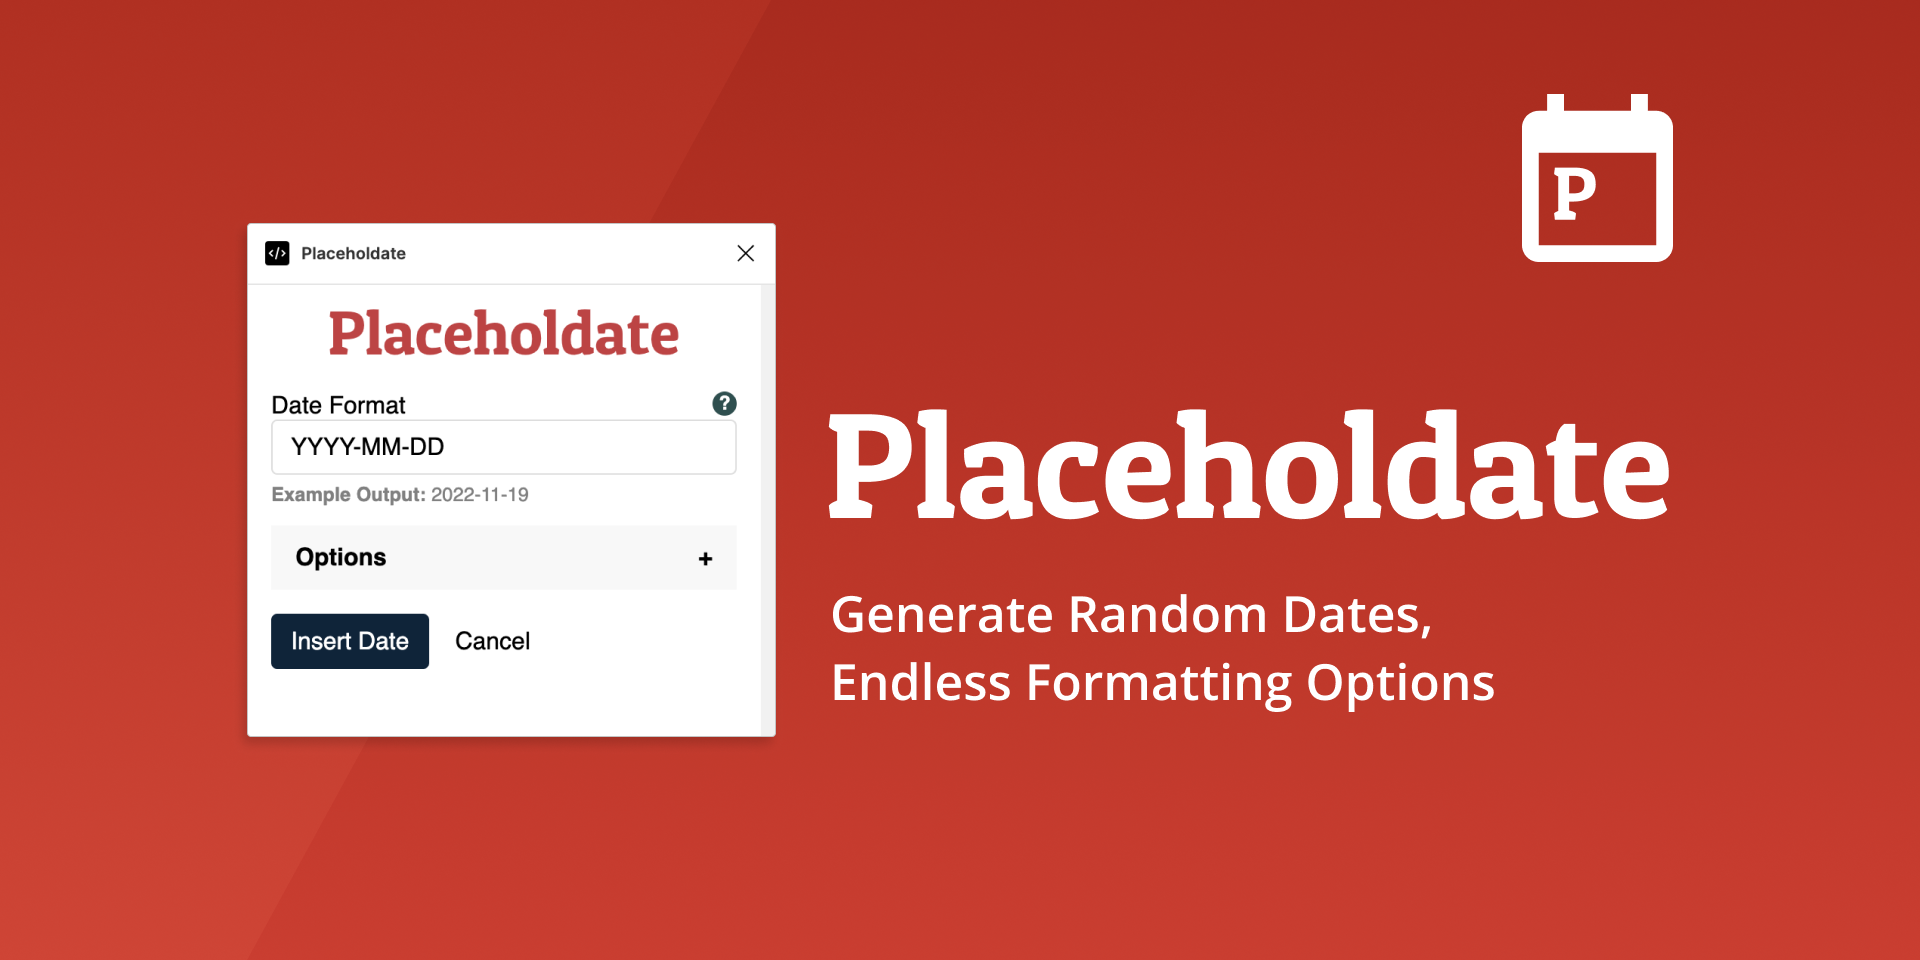 Placeholdate
Placeholdate
Date Format
?
YYYY-MM-DD
Example Output: 2022-11-19
Options
+
Insert Date
Cancel
P
Placeholdate
Generate Random Dates,
Endless Formatting Options